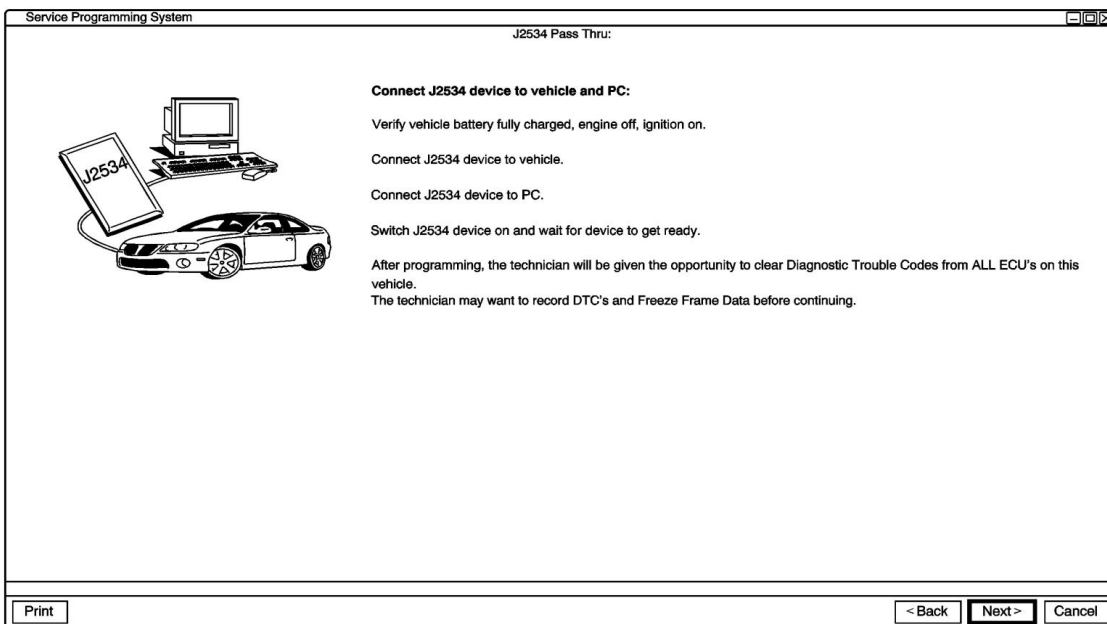 Service Programming System
J2534 Pass Thru:
Connect J2534 device to vehicle and PC:
Verify vehicle battery fully charged, engine off, ignition on.
J2534
Connect J2534 device to vehicle.
Connect J2534 device to PC.
Switch J2534 device on and wait for device to get ready.
After programming, the technician will be given the opportunity to clear Diagnostic Trouble Codes from ALL ECU's on this
vehicle.
The technician may want to record DTC's and Freeze Frame Data before continuing.
Print
<Back
Next>
Cancel